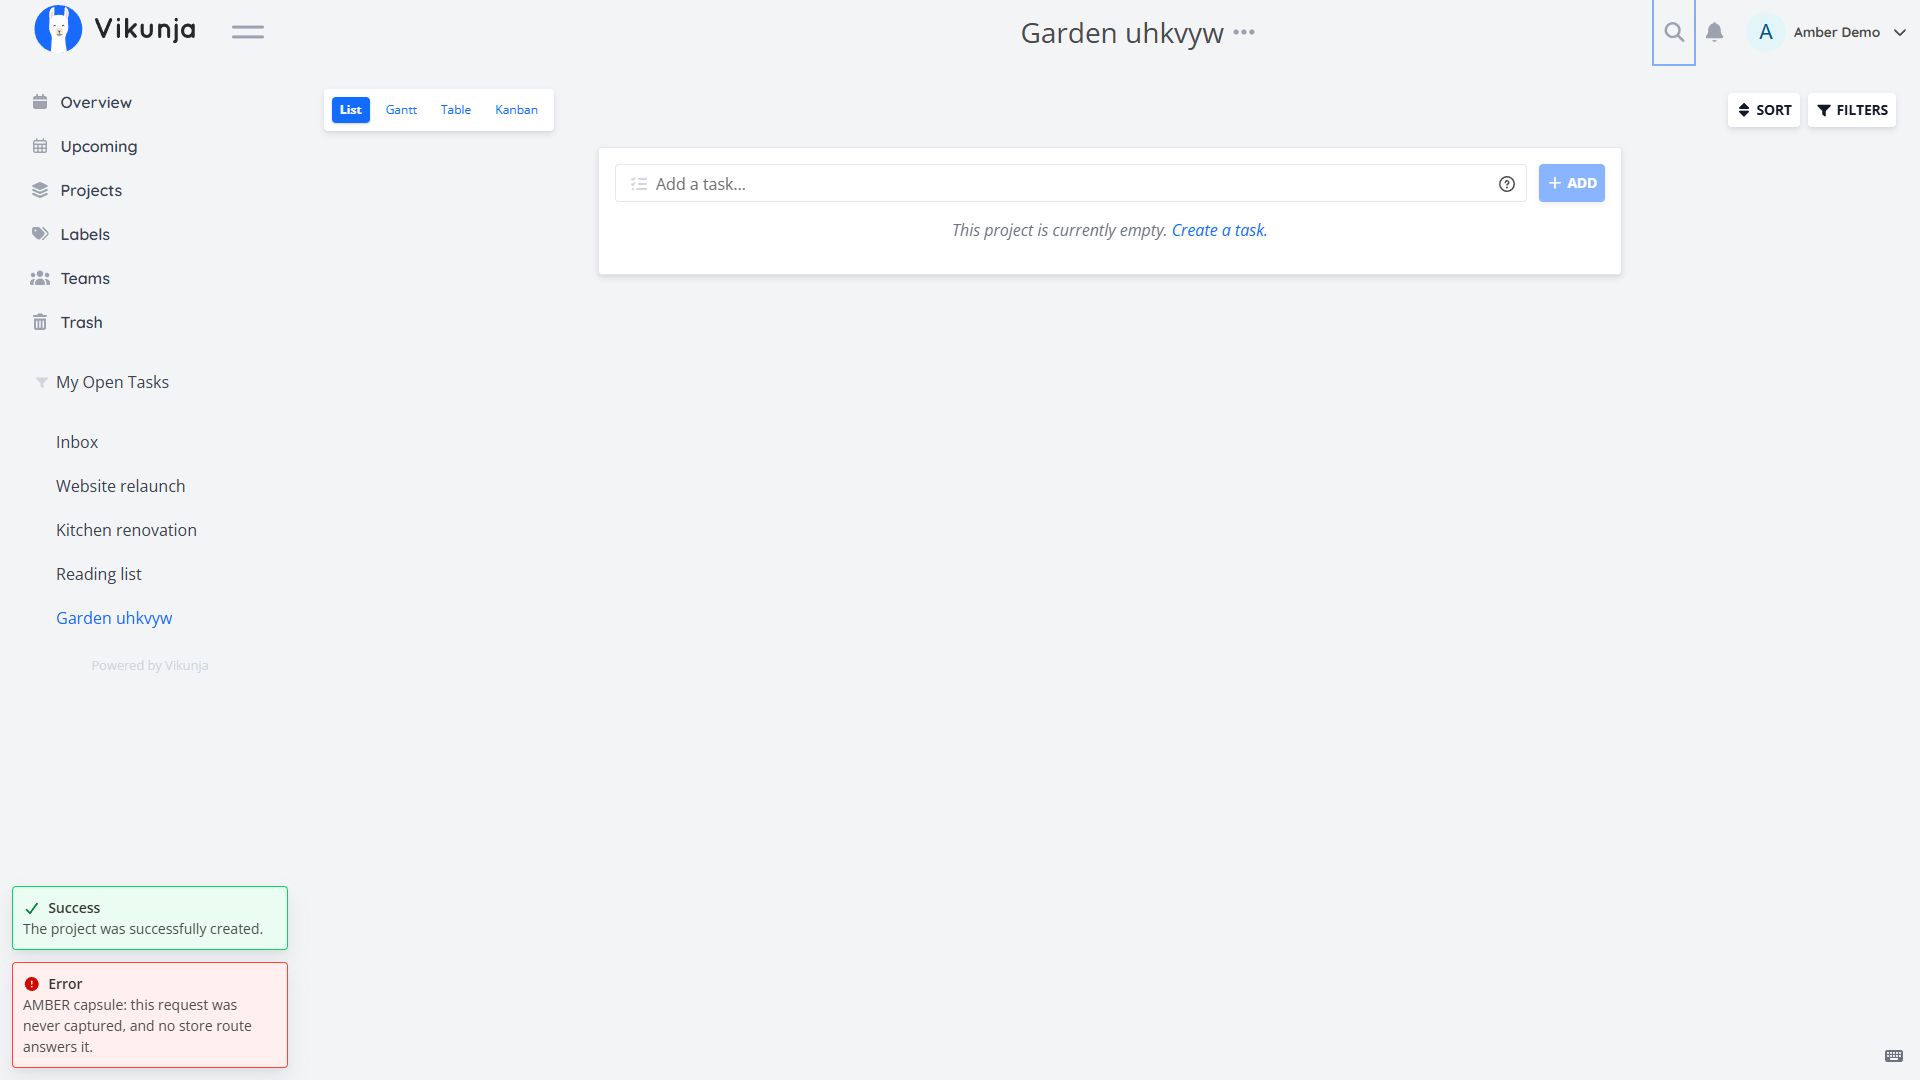 Vikunja
Garden uhkvyw
A
Amber Demo
Overview
Upcoming
Projects
Labels
Teams
Trash
My Open Tasks
Inbox
Website relaunch
Kitchen renovation
Reading list
Garden uhkvyw
Powered by Vikunja
List Gantt Table Kanban
SORT FILTERS
Add a task...
ADD
This project is currently empty. Create a task.
Success
The project was successfully created.
Error
AMBER capsule: this request was
never captured, and no store route
answers it.